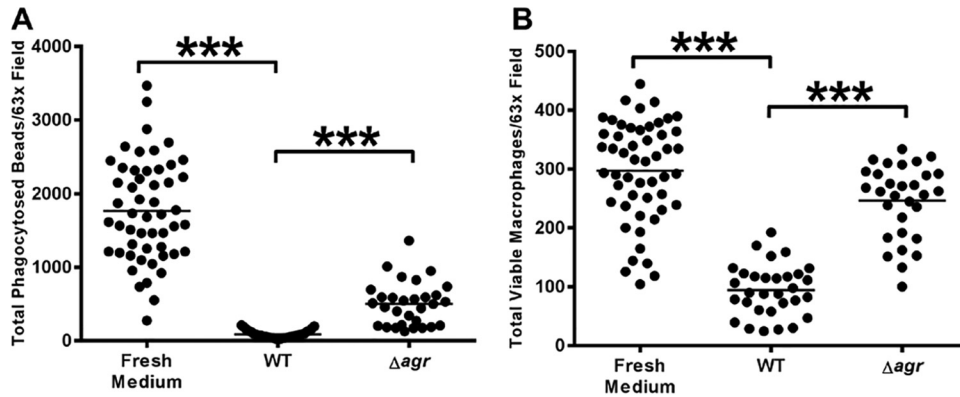 A
Total Phagocytosed Beads/63x Field
4000
3000
2000
1000
0
***
***
Fresh
Medium
WT
Δagr
B
Total Viable Macrophages/63x Field
500
400
300
200
100
0
***
***
Fresh
Medium
WT
Δagr